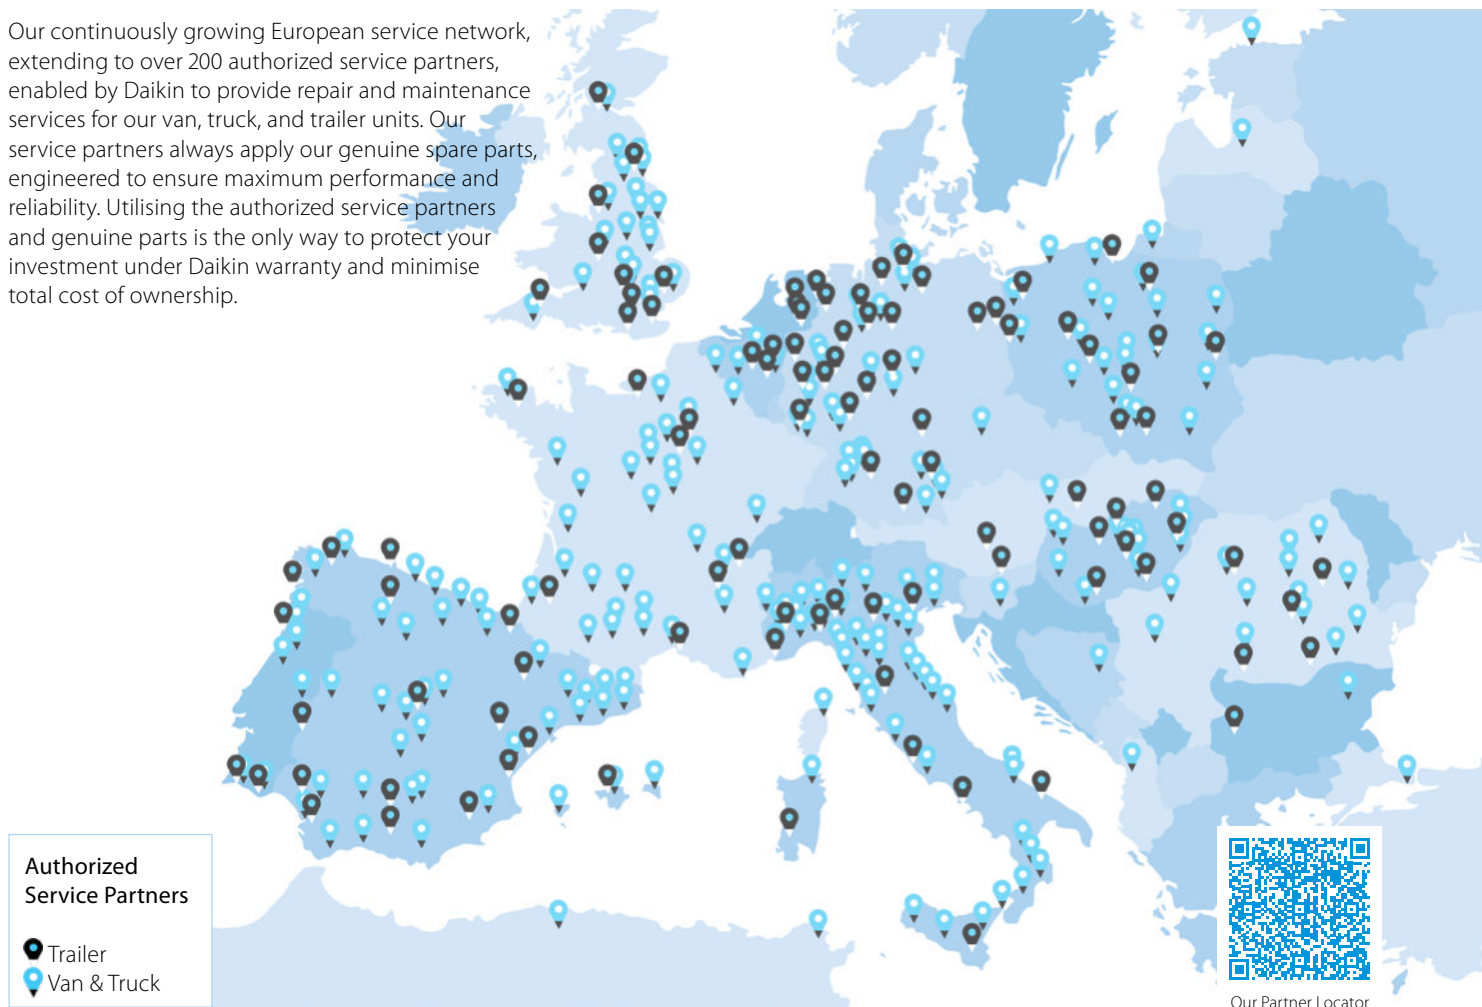 Our continuously growing European service network,
extending to over 200 authorized service partners,
enabled by Daikin to provide repair and maintenance
services for our van, truck, and trailer units. Our
service partners always apply our genuine spare parts,
engineered to ensure maximum performance and
reliability. Utilising the authorized service partners
and genuine parts is the only way to protect your
investment under Daikin warranty and minimise
total cost of ownership.
Authorized
Service Partners
Trailer
Van & Truck
Our Partner Locator